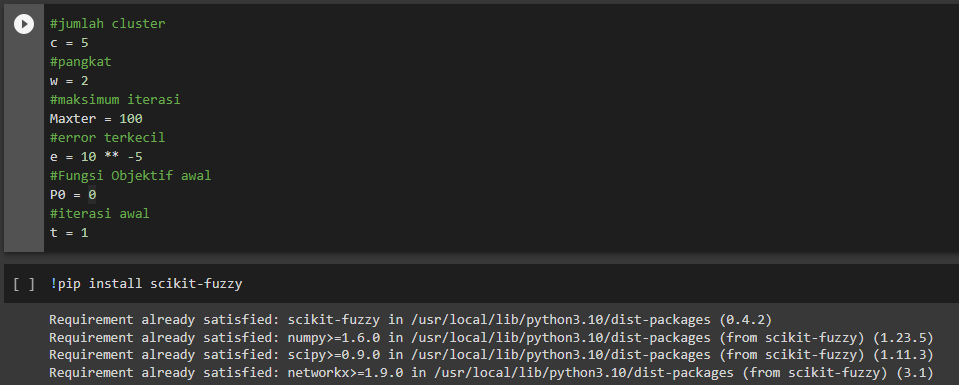 #jumlah cluster
c = 5
#pangkat
w = 2
#maksimum iterasi
Maxter = 100
#error terkecil
e = 10 ** -5
#Fungsi Objektif awal
P0 = 0
#iterasi awal
t = 1
[ ] !pip install scikit-fuzzy
Requirement already satisfied: scikit-fuzzy in /usr/local/lib/python3.10/dist-packages (0.4.2)
Requirement already satisfied: numpy>=1.6.0 in /usr/local/lib/python3.10/dist-packages (from scikit-fuzzy) (1.23.5)
Requirement already satisfied: scipy>=0.9.0 in /usr/local/lib/python3.10/dist-packages (from scikit-fuzzy) (1.11.3)
Requirement already satisfied: networkx>=1.9.0 in /usr/local/lib/python3.10/dist-packages (from scikit-fuzzy) (3.1)